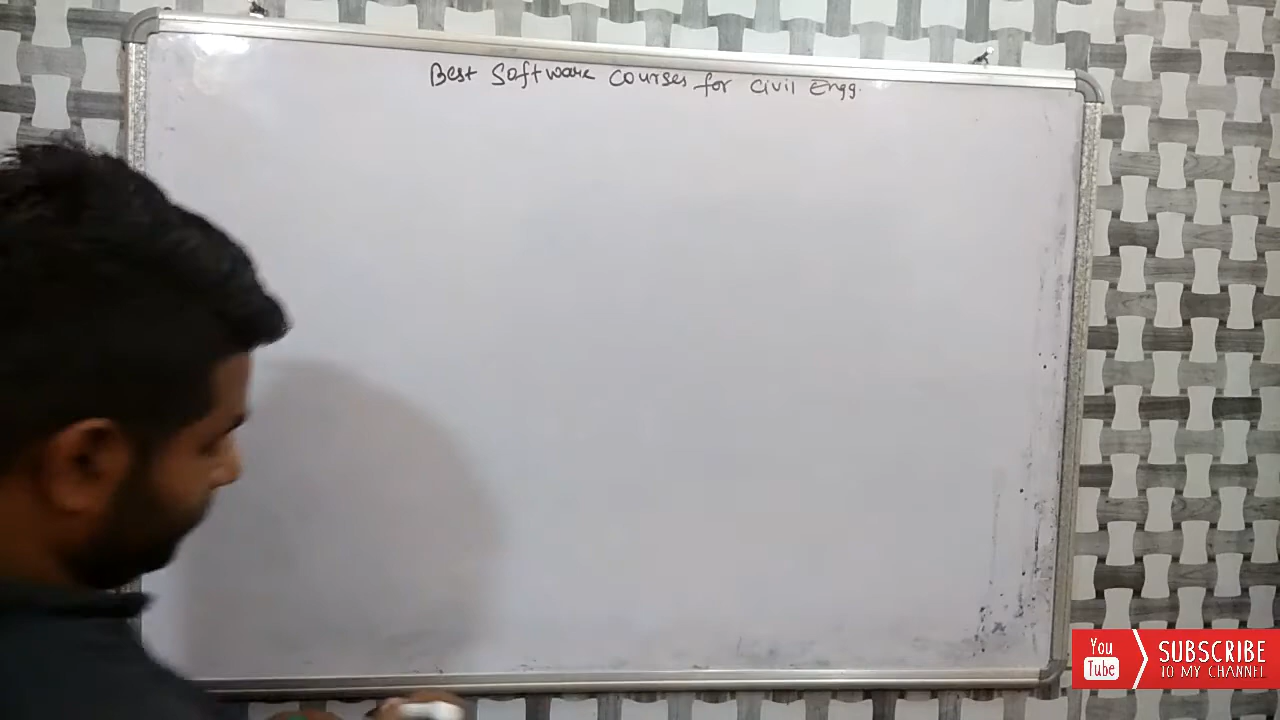 Best Software Courses for Civil Engg.
You
Tube
SUBSCRIBE
TO MY CHANNEL